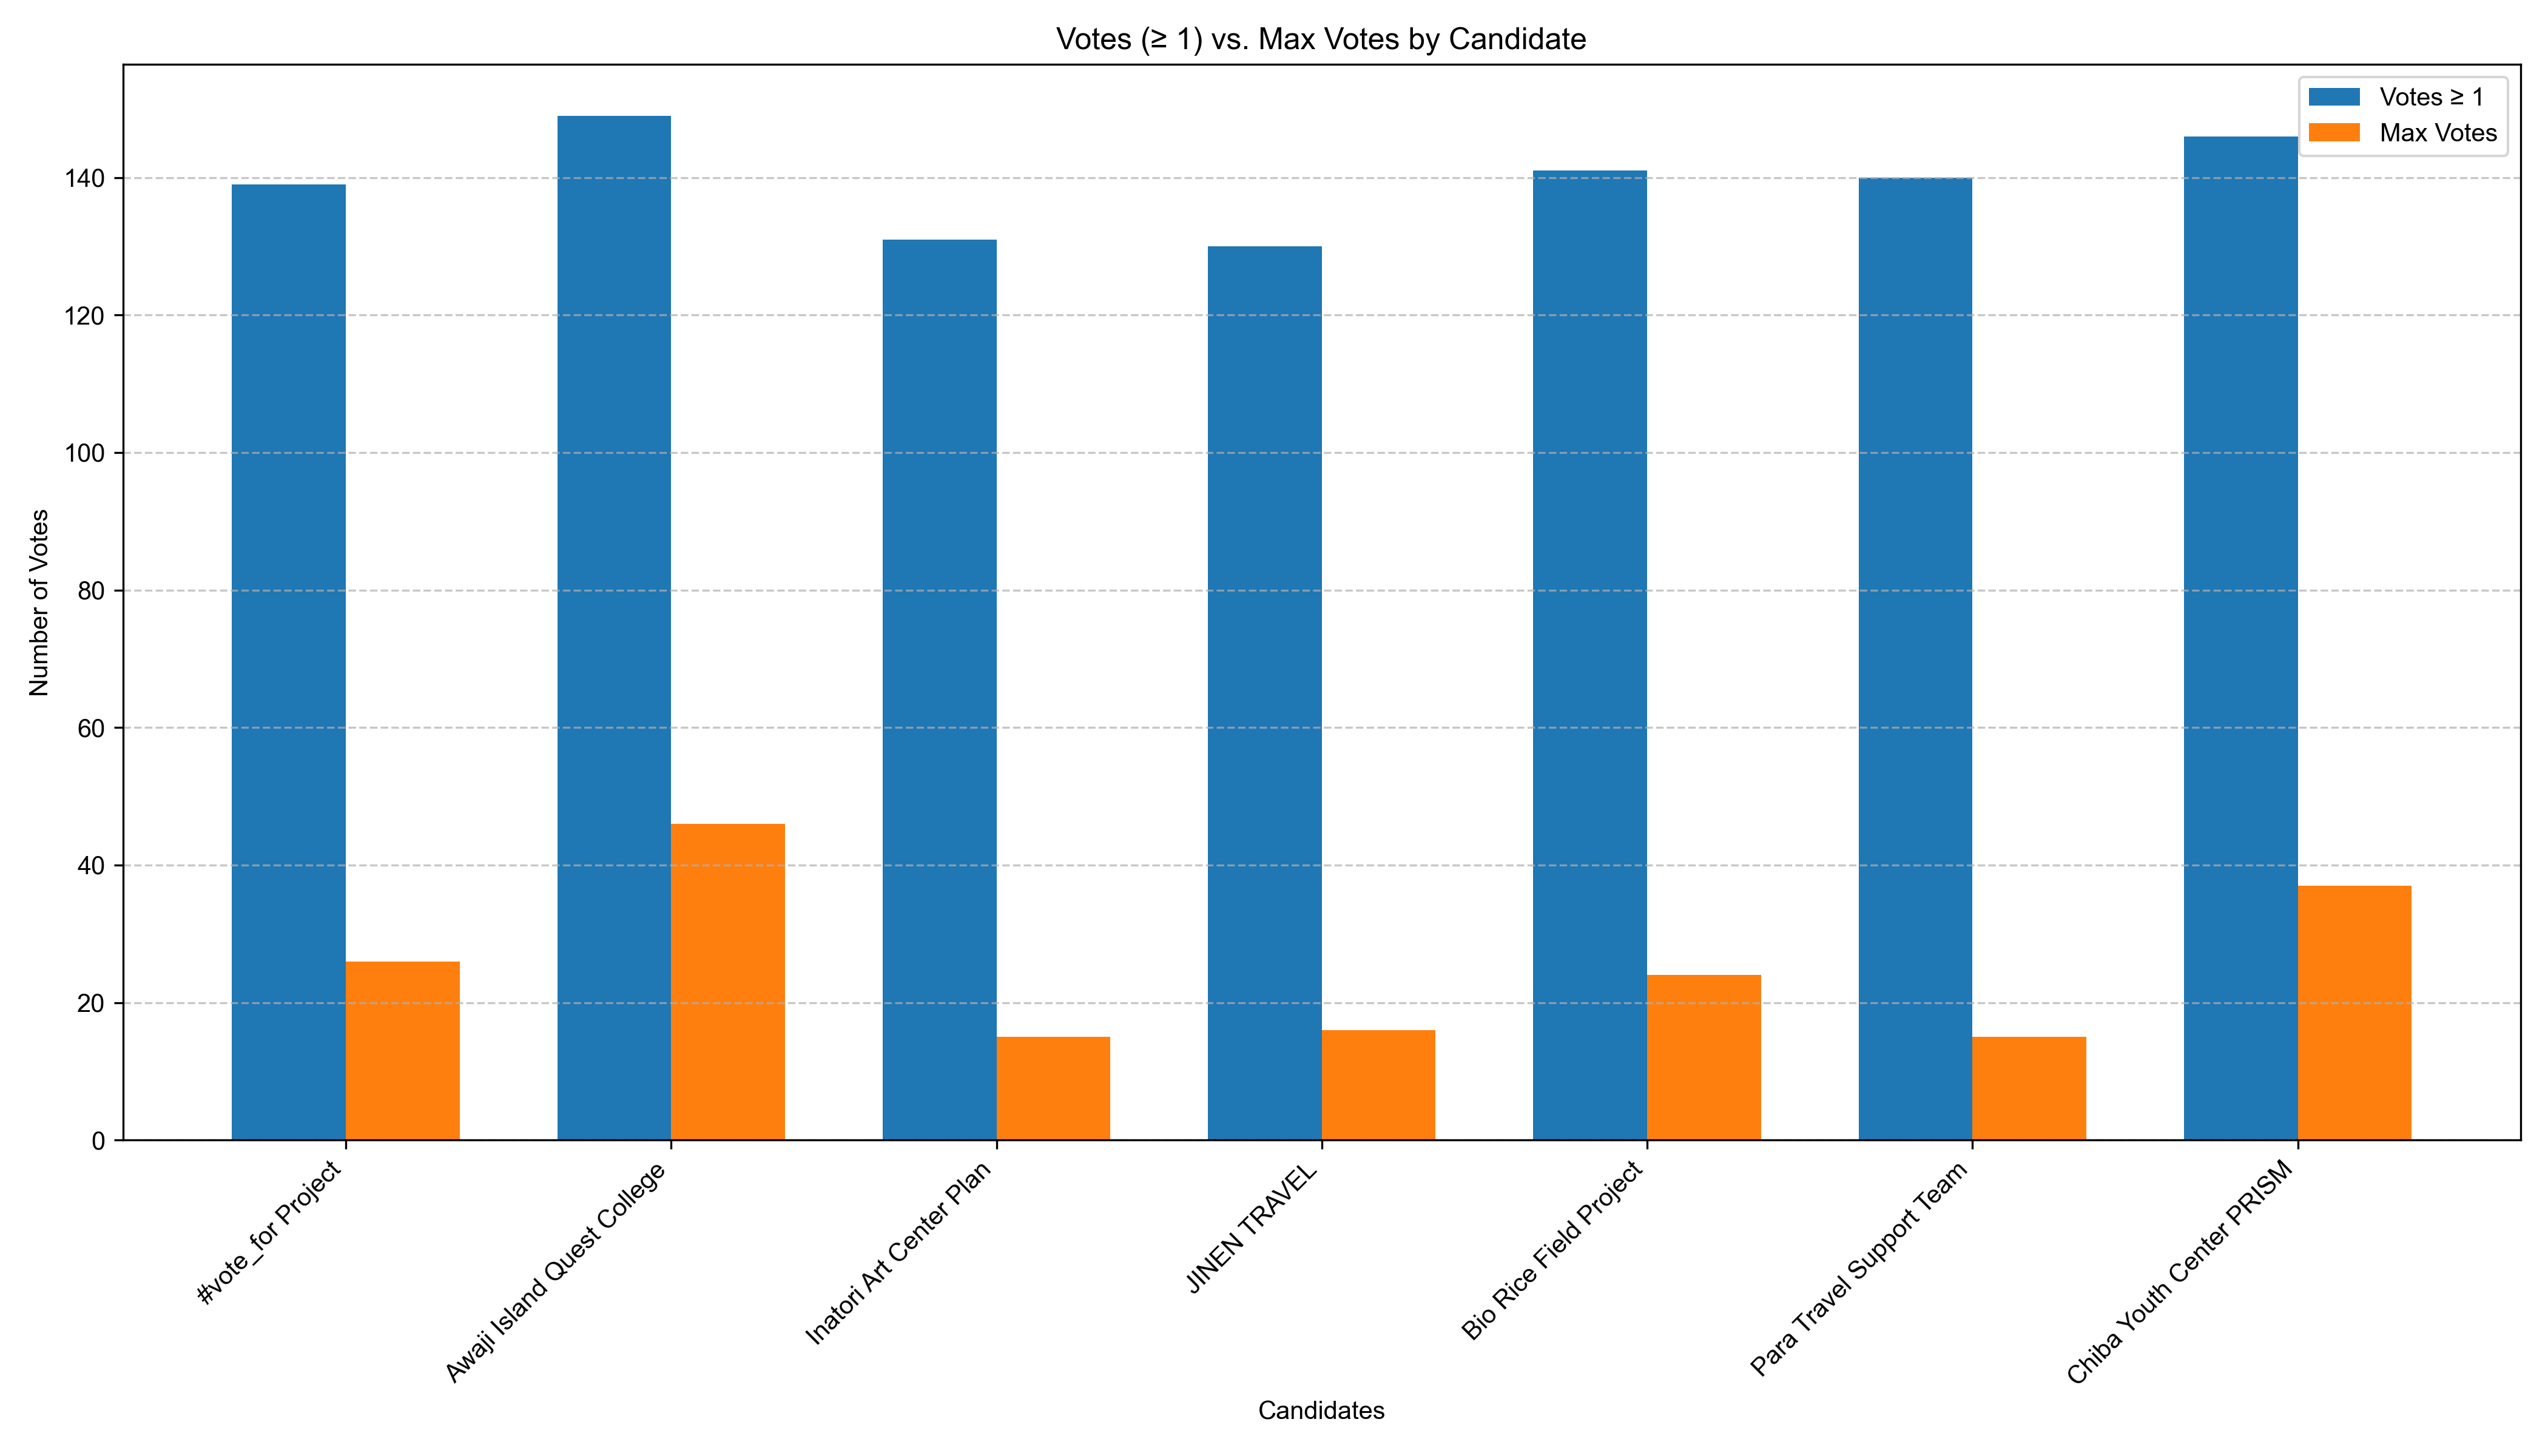 Votes (≥ 1) vs. Max Votes by Candidate
Votes ≥ 1
Max Votes
Number of Votes
140
120
100
80
60
40
20
0
#vote_for Project
Awaji Island Quest College
Inatori Art Center Plan
JINEN TRAVEL
Bio Rice Field Project
Para Travel Support Team
Chiba Youth Center PRISM
Candidates